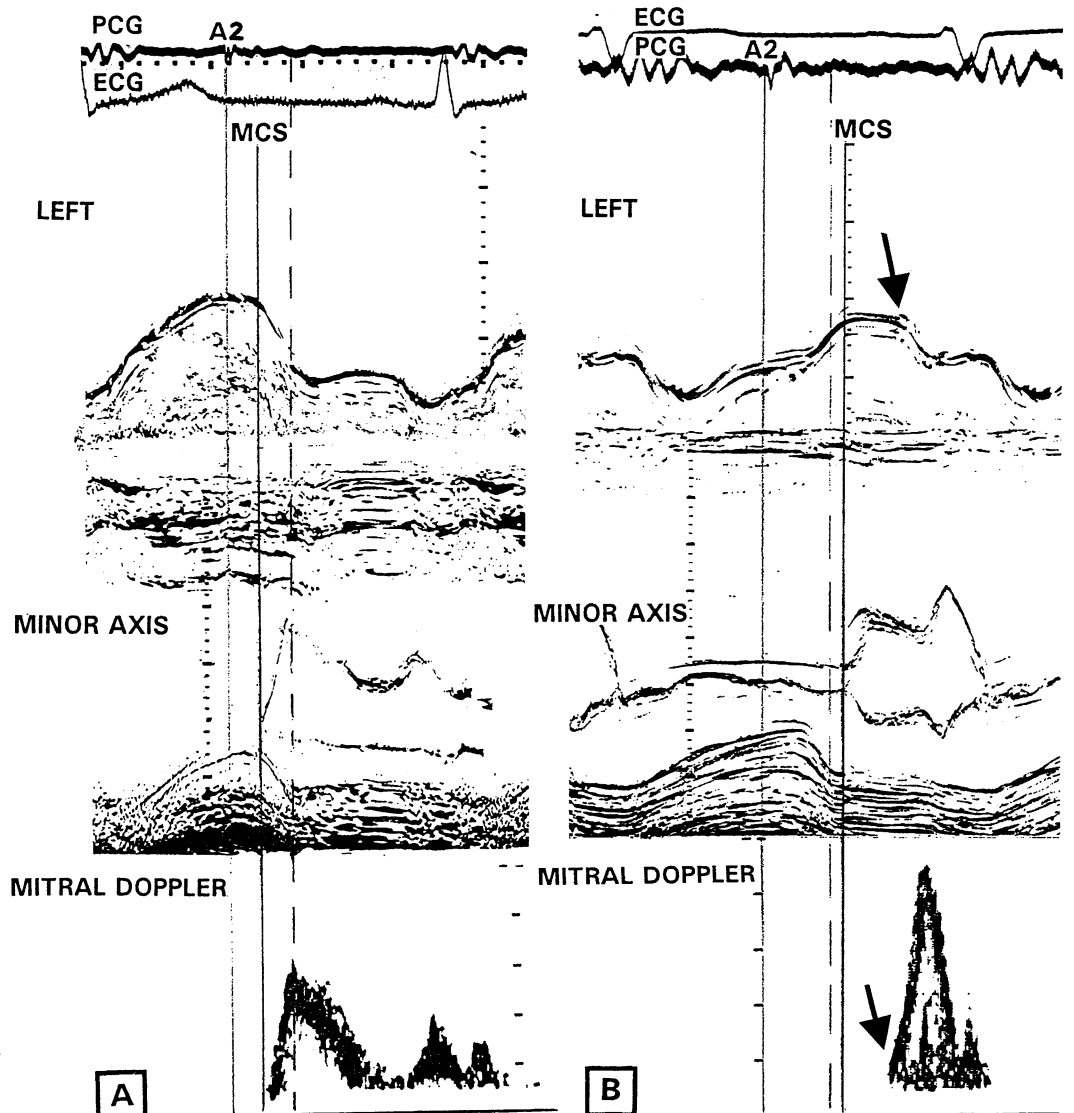 PCG
A2
ECG
MCS
LEFT
MINOR AXIS
MITRAL DOPPLER
A
ECG
PCG
A2
MCS
LEFT
MINOR AXIS
MITRAL DOPPLER
B